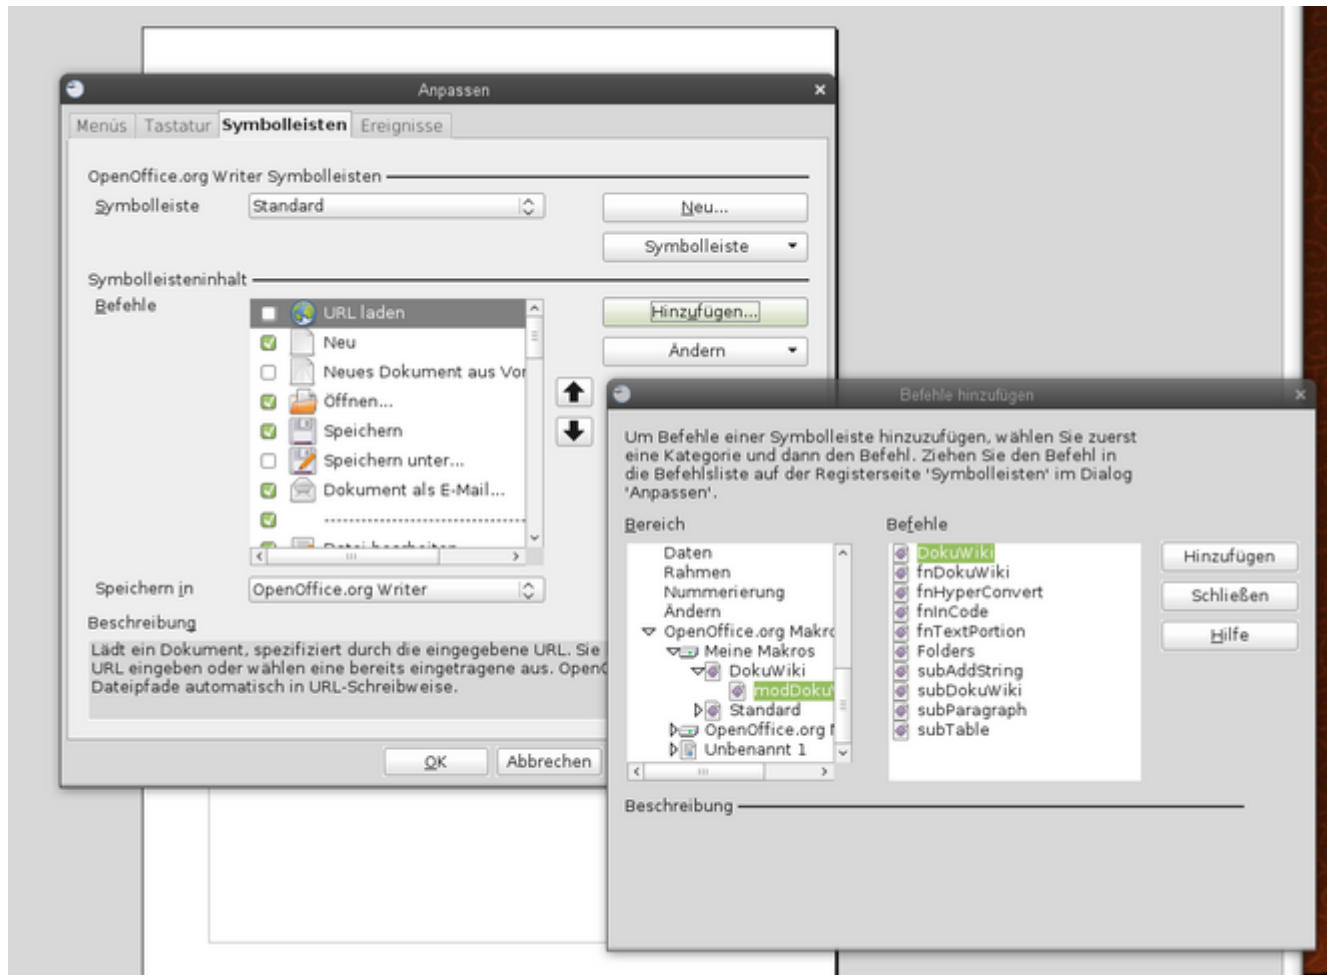 Anpassen
Menüs
Tastatur
Symbolleisten
Ereignisse
OpenOffice.org Writer Symbolleisten
Symbolleiste
Standard
Neu...
Symbolleiste
Symbolleisteninhalt
Befehle
URL laden
Neu
Neues Dokument aus Vor
Öffnen...
Speichern
Speichern unter...
Dokument als E-Mail...
Datei bearbeiten
Hinzufügen...
Ändern
Speichern in
OpenOffice.org Writer
Beschreibung
Lädt ein Dokument, spezifiziert durch die eingegebene URL. Sie
URL eingeben oder wählen eine bereits eingetragene aus. OpenO
Dateipfade automatisch in URL-Schreibweise.
OK
Abbrechen
Befehle hinzufügen
Um Befehle einer Symbolleiste hinzuzufügen, wählen Sie zuerst
eine Kategorie und dann den Befehl. Ziehen Sie den Befehl in
die Befehlsliste auf der Registerseite 'Symbolleisten' im Dialog
'Anpassen'.
Bereich
Daten
Rahmen
Nummerierung
Ändern
OpenOffice.org Makro
Meine Makros
DokuWiki
modDoku
Standard
OpenOffice.org
Unbenannt 1
Befehle
DokuWiki
fnDokuWiki
fnHyperConvert
fnInCode
fnTextPortion
Folders
subAddString
subDokuWiki
subParagraph
subTable
Hinzufügen
Schließen
Hilfe
Beschreibung